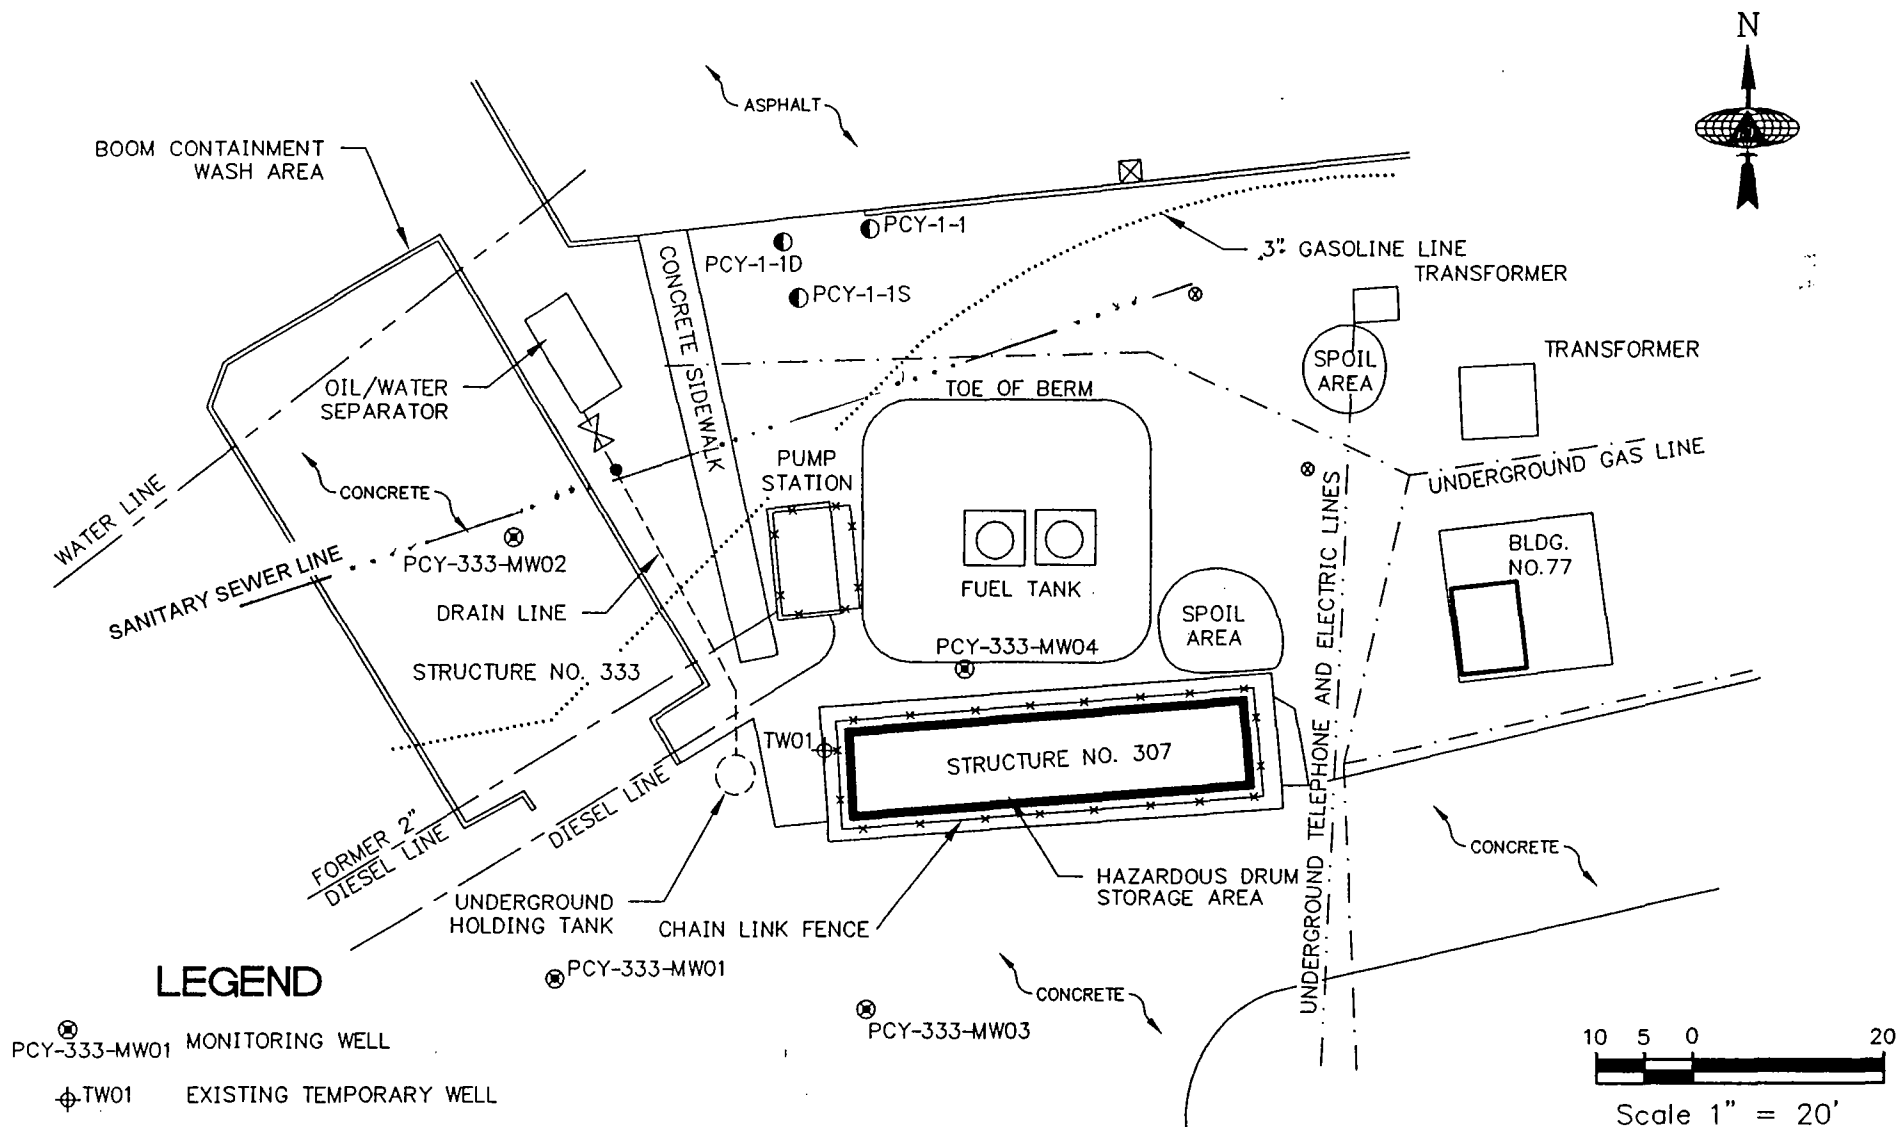 N
ASPHALT
BOOM CONTAINMENT
WASH AREA
PCY-1-1
PCY-1-1D
PCY-1-1S
3" GASOLINE LINE
TRANSFORMER
CONCRETE SIDEWALK
OIL/WATER
SEPARATOR
TOE OF BERM
SPOIL
AREA
TRANSFORMER
PUMP
STATION
UNDERGROUND GAS LINE
CONCRETE
WATER LINE
PCY-333-MW02
SANITARY SEWER LINE
DRAIN LINE
FUEL TANK
BLDG.
NO.77
SPOIL
AREA
STRUCTURE NO. 333
PCY-333-MW04
UNDERGROUND TELEPHONE AND ELECTRIC LINES
TW01
STRUCTURE NO. 307
DIESEL LINE
FORMER 2"
DIESEL LINE
CONCRETE
HAZARDOUS DRUM
STORAGE AREA
UNDERGROUND
HOLDING TANK
CHAIN LINK FENCE
PCY-333-MW01
CONCRETE
PCY-333-MW03
LEGEND
PCY-333-MW01 MONITORING WELL
TW01 EXISTING TEMPORARY WELL
10 5 0 20
Scale 1" = 20'